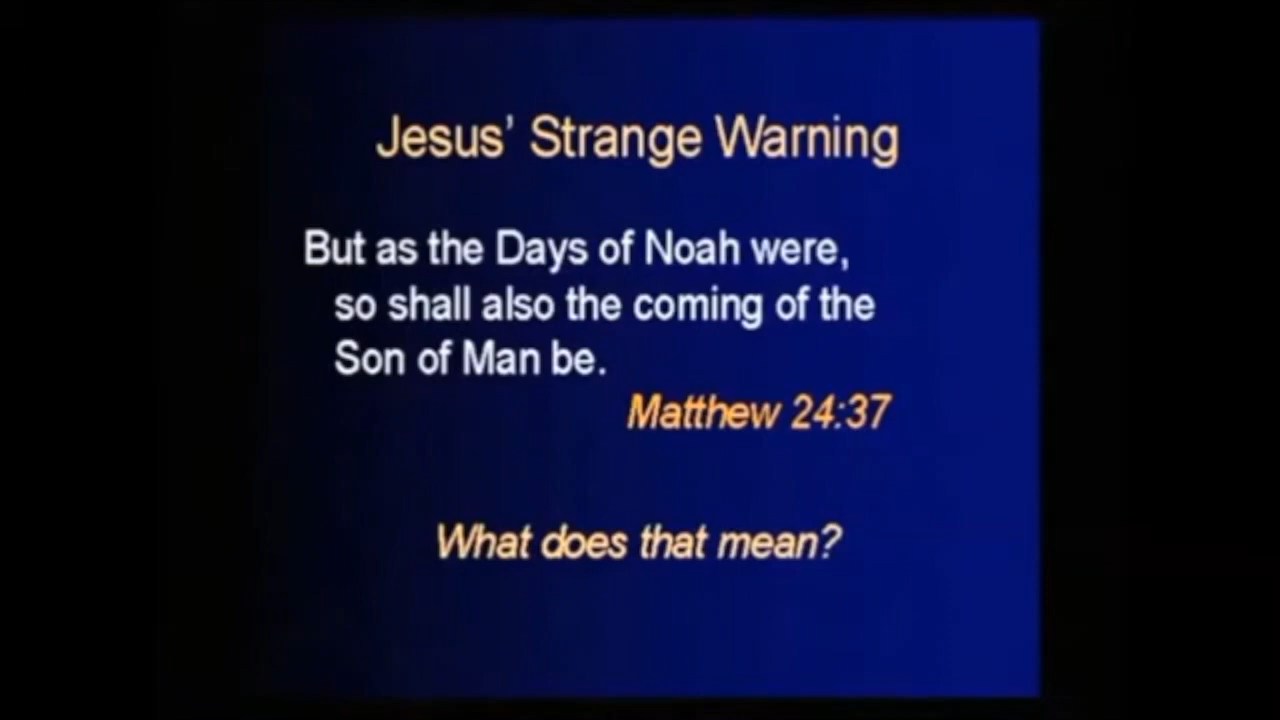 Jesus’ Strange Warning
But as the Days of Noah were,
so shall also the coming of the
Son of Man be.
Matthew 24:37
What does that mean?